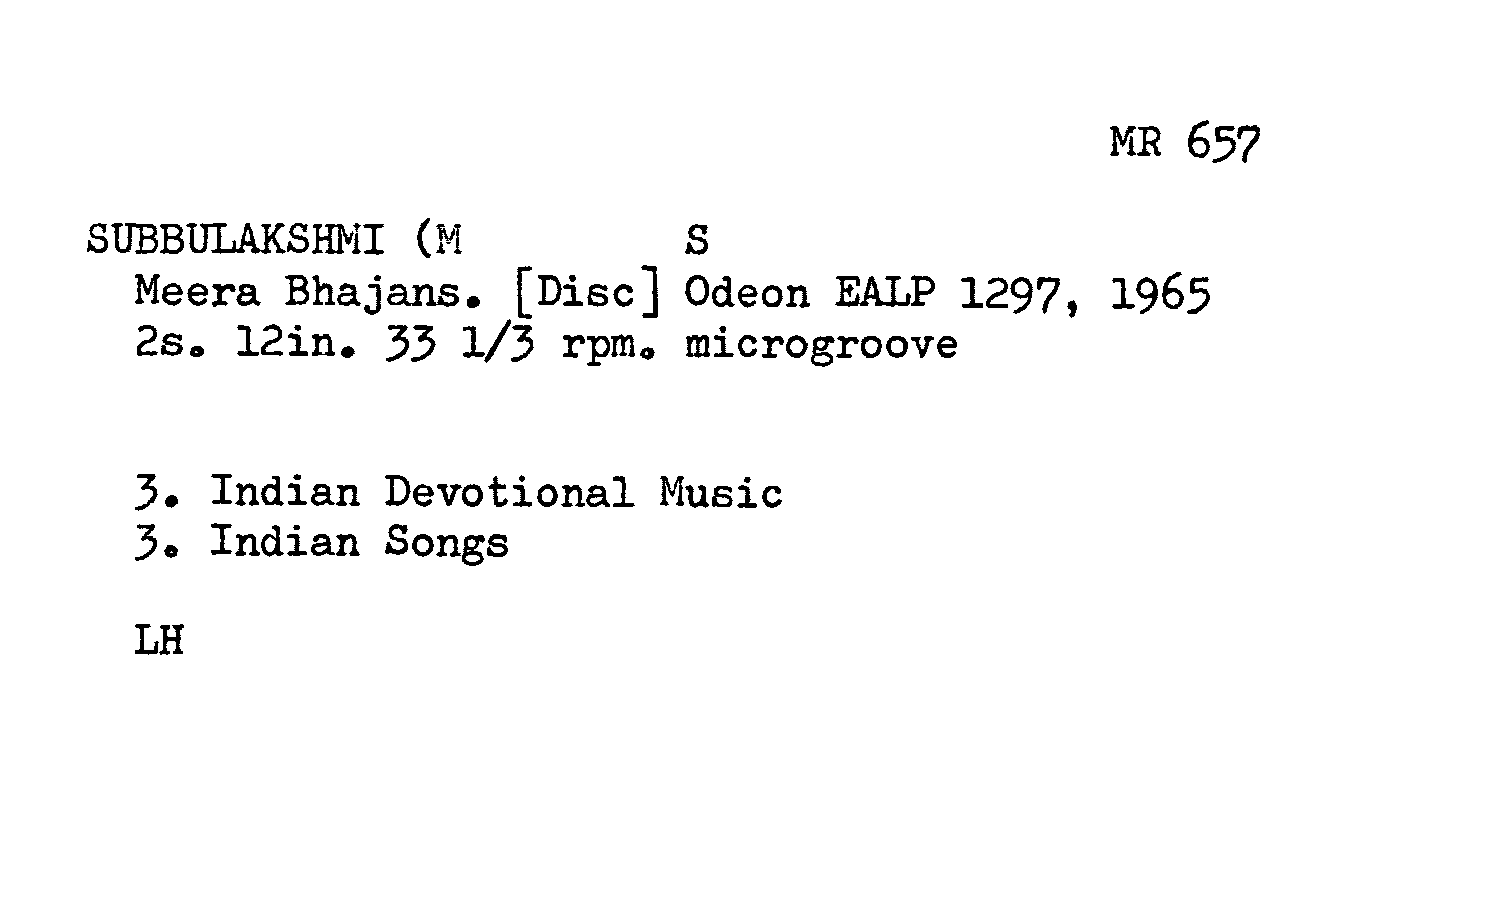 MR 657
SUBBULAKSHMI (M S
Meera Bhajans. [Disc] Odeon EALP 1297, 1965
2s. 12in. 33 1/3 rpm. microgroove
3. Indian Devotional Music
3. Indian Songs
LH